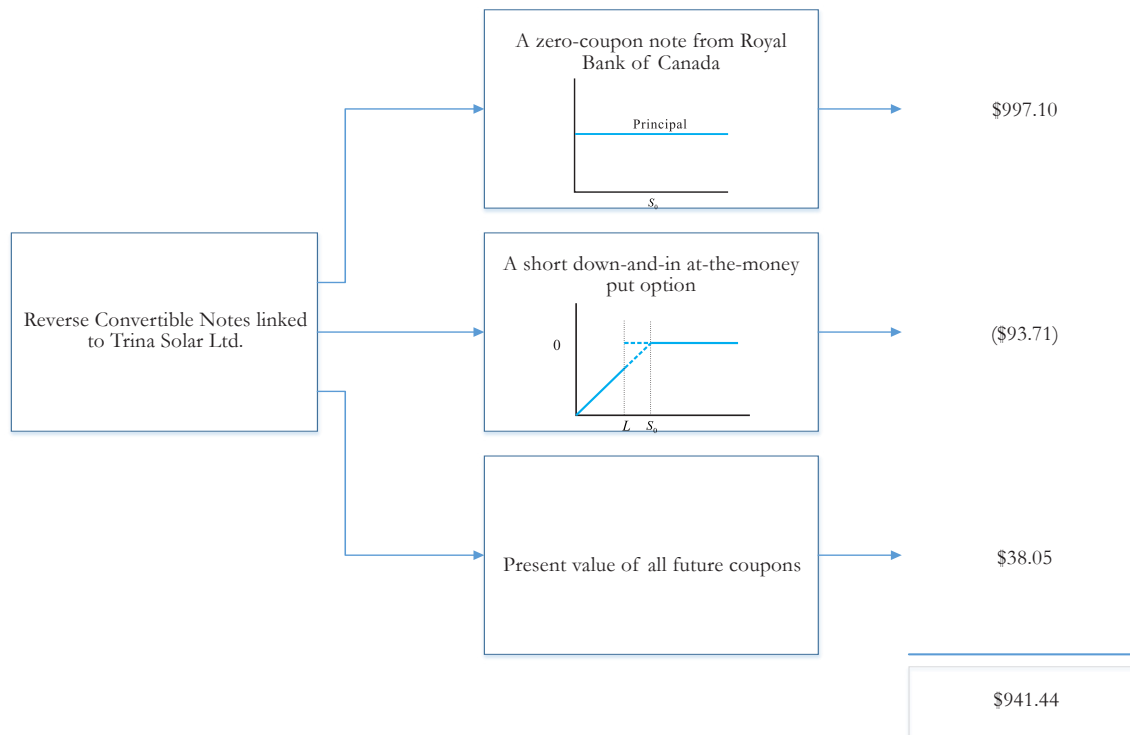 A zero-coupon note from Royal
Bank of Canada
Principal
S₀
$997.10
Reverse Convertible Notes linked
to Trina Solar Ltd.
A short down-and-in at-the-money
put option
0
L S₀
($93.71)
Present value of all future coupons
$38.05
$941.44